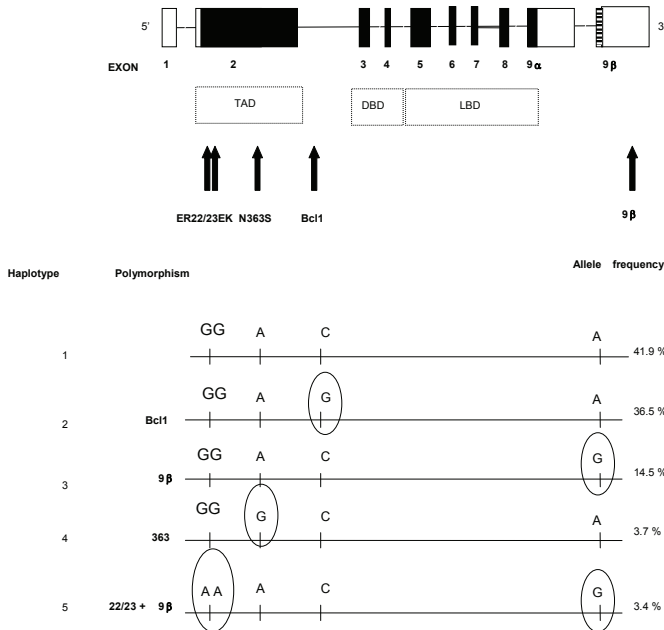 5' 3
EXON 1 2 3 4 5 6 7 8 9α 9β
TAD DBD LBD
ER22/23EK N363S Bcl1 9β
Haplotype Polymorphism Allele frequency
GG A C A
1 41.9 %
GG A G A
2 Bcl1 36.5 %
GG A C G
3 9β 14.5 %
GG G C A
4 363 3.7 %
A A A C G
5 22/23 + 9β 3.4 %